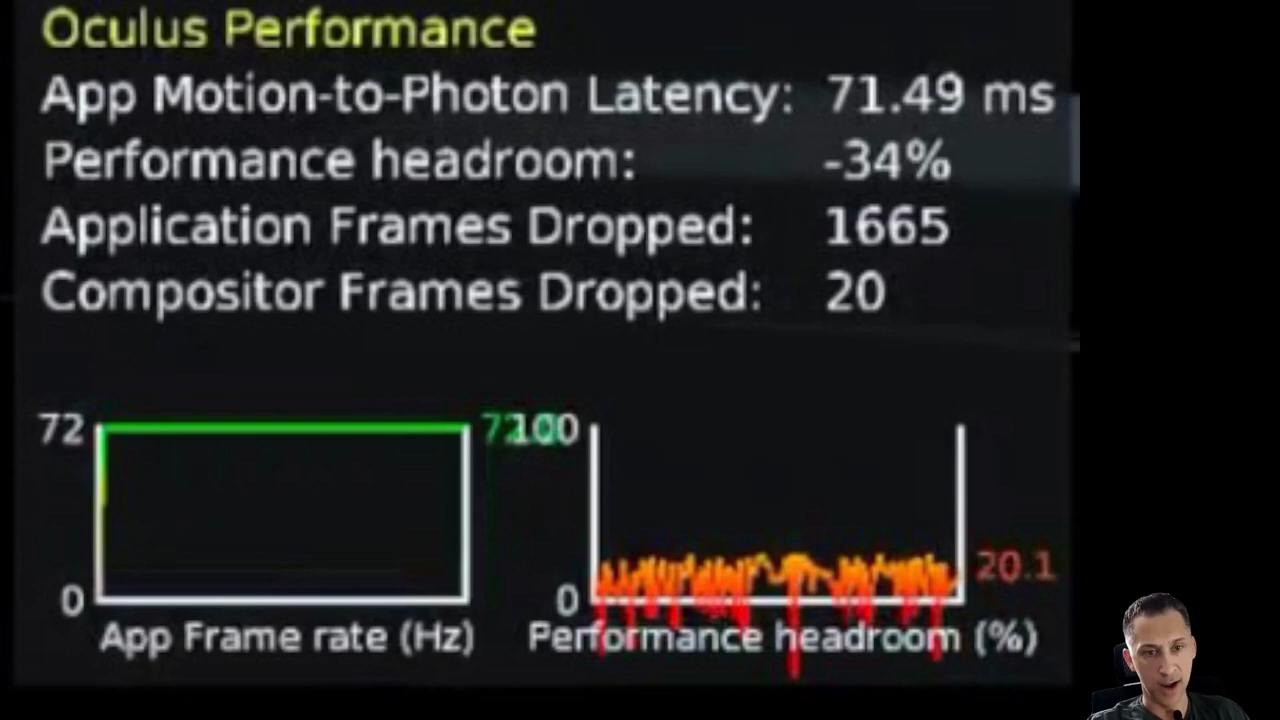 Oculus Performance
App Motion-to-Photon Latency: 71.49 ms
Performance headroom: -34%
Application Frames Dropped: 1665
Compositor Frames Dropped: 20
72
100
20.1
0
0
App Frame rate (Hz)
Performance headroom (%)